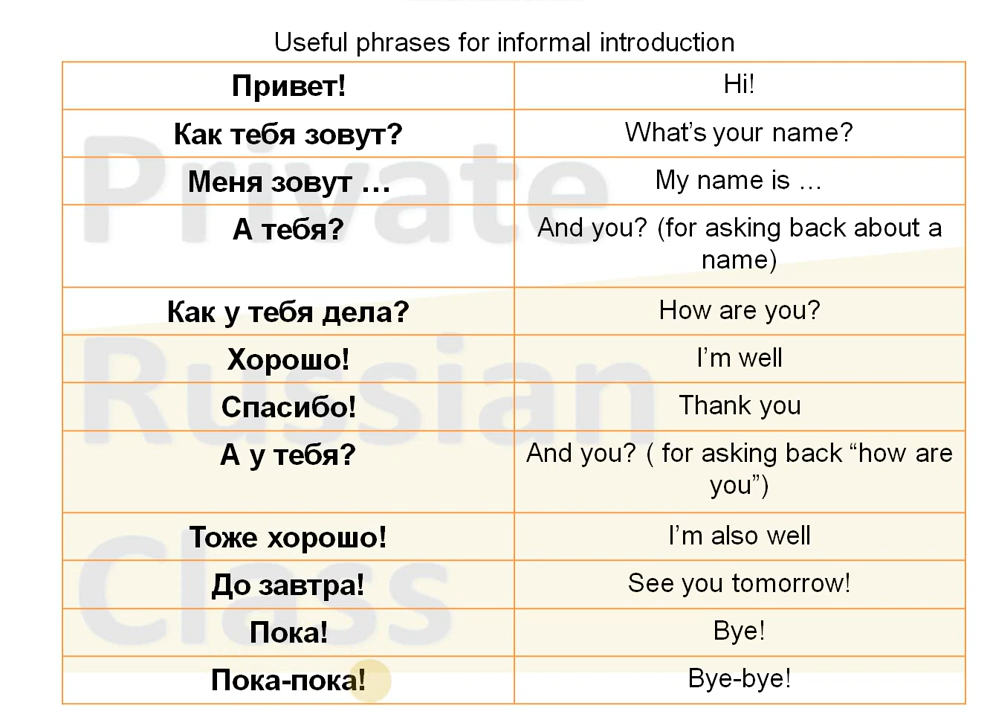 Useful phrases for informal introduction
Привет!
Hi!
Как тебя зовут?
What’s your name?
Меня зовут …
My name is …
А тебя?
And you? (for asking back about a
name)
Как у тебя дела?
How are you?
Хорошо!
I’m well
Спасибо!
Thank you
А у тебя?
And you? ( for asking back “how are
you”)
Тоже хорошо!
I’m also well
До завтра!
See you tomorrow!
Пока!
Bye!
Пока-пока!
Bye-bye!
Private
Russian
Class